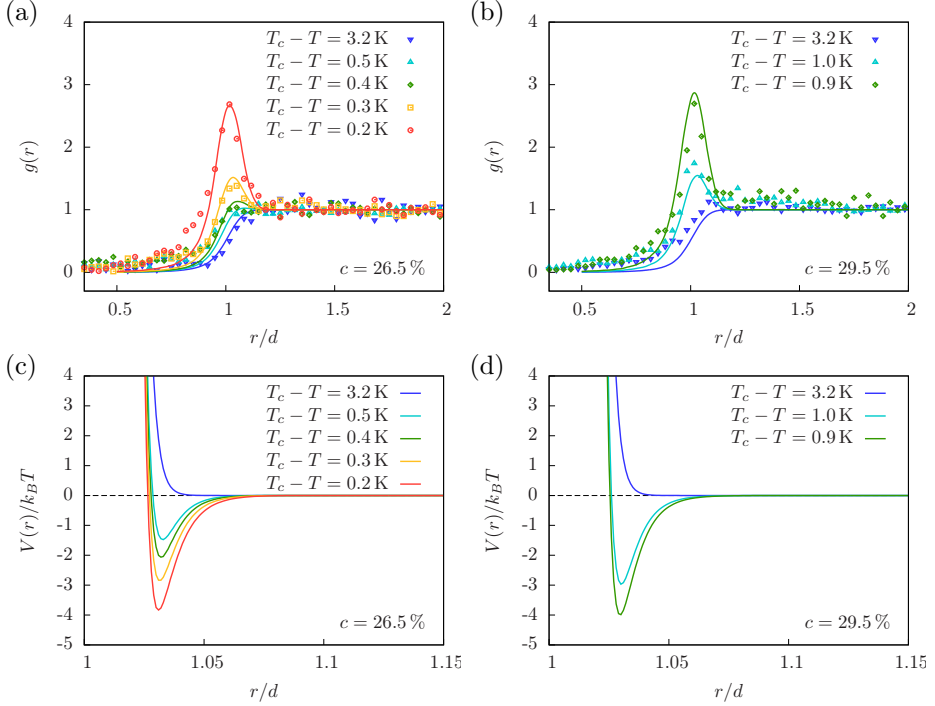 (a)
4
3
2
1
0
g(r)
T_c − T = 3.2 K
T_c − T = 0.5 K
T_c − T = 0.4 K
T_c − T = 0.3 K
T_c − T = 0.2 K
c = 26.5 %
0.5
1
1.5
2
r/d
(b)
4
3
2
1
0
g(r)
T_c − T = 3.2 K
T_c − T = 1.0 K
T_c − T = 0.9 K
c = 29.5 %
0.5
1
1.5
2
r/d
(c)
4
3
2
1
0
-1
-2
-3
-4
-5
V(r)/k_BT
T_c − T = 3.2 K
T_c − T = 0.5 K
T_c − T = 0.4 K
T_c − T = 0.3 K
T_c − T = 0.2 K
c = 26.5 %
1
1.05
1.1
1.15
r/d
(d)
4
3
2
1
0
-1
-2
-3
-4
-5
V(r)/k_BT
T_c − T = 3.2 K
T_c − T = 1.0 K
T_c − T = 0.9 K
c = 29.5 %
1
1.05
1.1
1.15
r/d